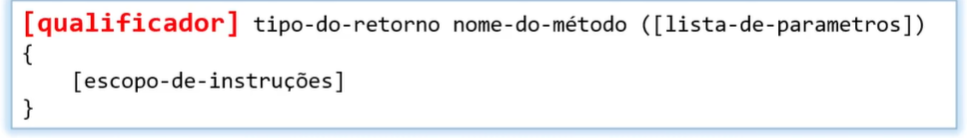 [qualificador] tipo-do-retorno nome-do-método ([lista-de-parametros])
{
[escopo-de-instruções]
}